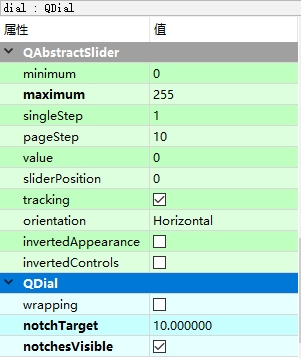 dial : QDial
属性 值
QAbstractSlider
minimum 0
maximum 255
singleStep 1
pageStep 10
value 0
sliderPosition 0
tracking
orientation Horizontal
invertedAppearance
invertedControls
QDial
wrapping
notchTarget 10.000000
notchesVisible